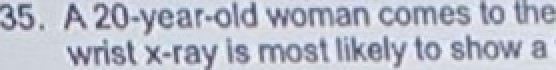 35. A 20-year-old woman comes to the
wrist x-ray is most likely to show a